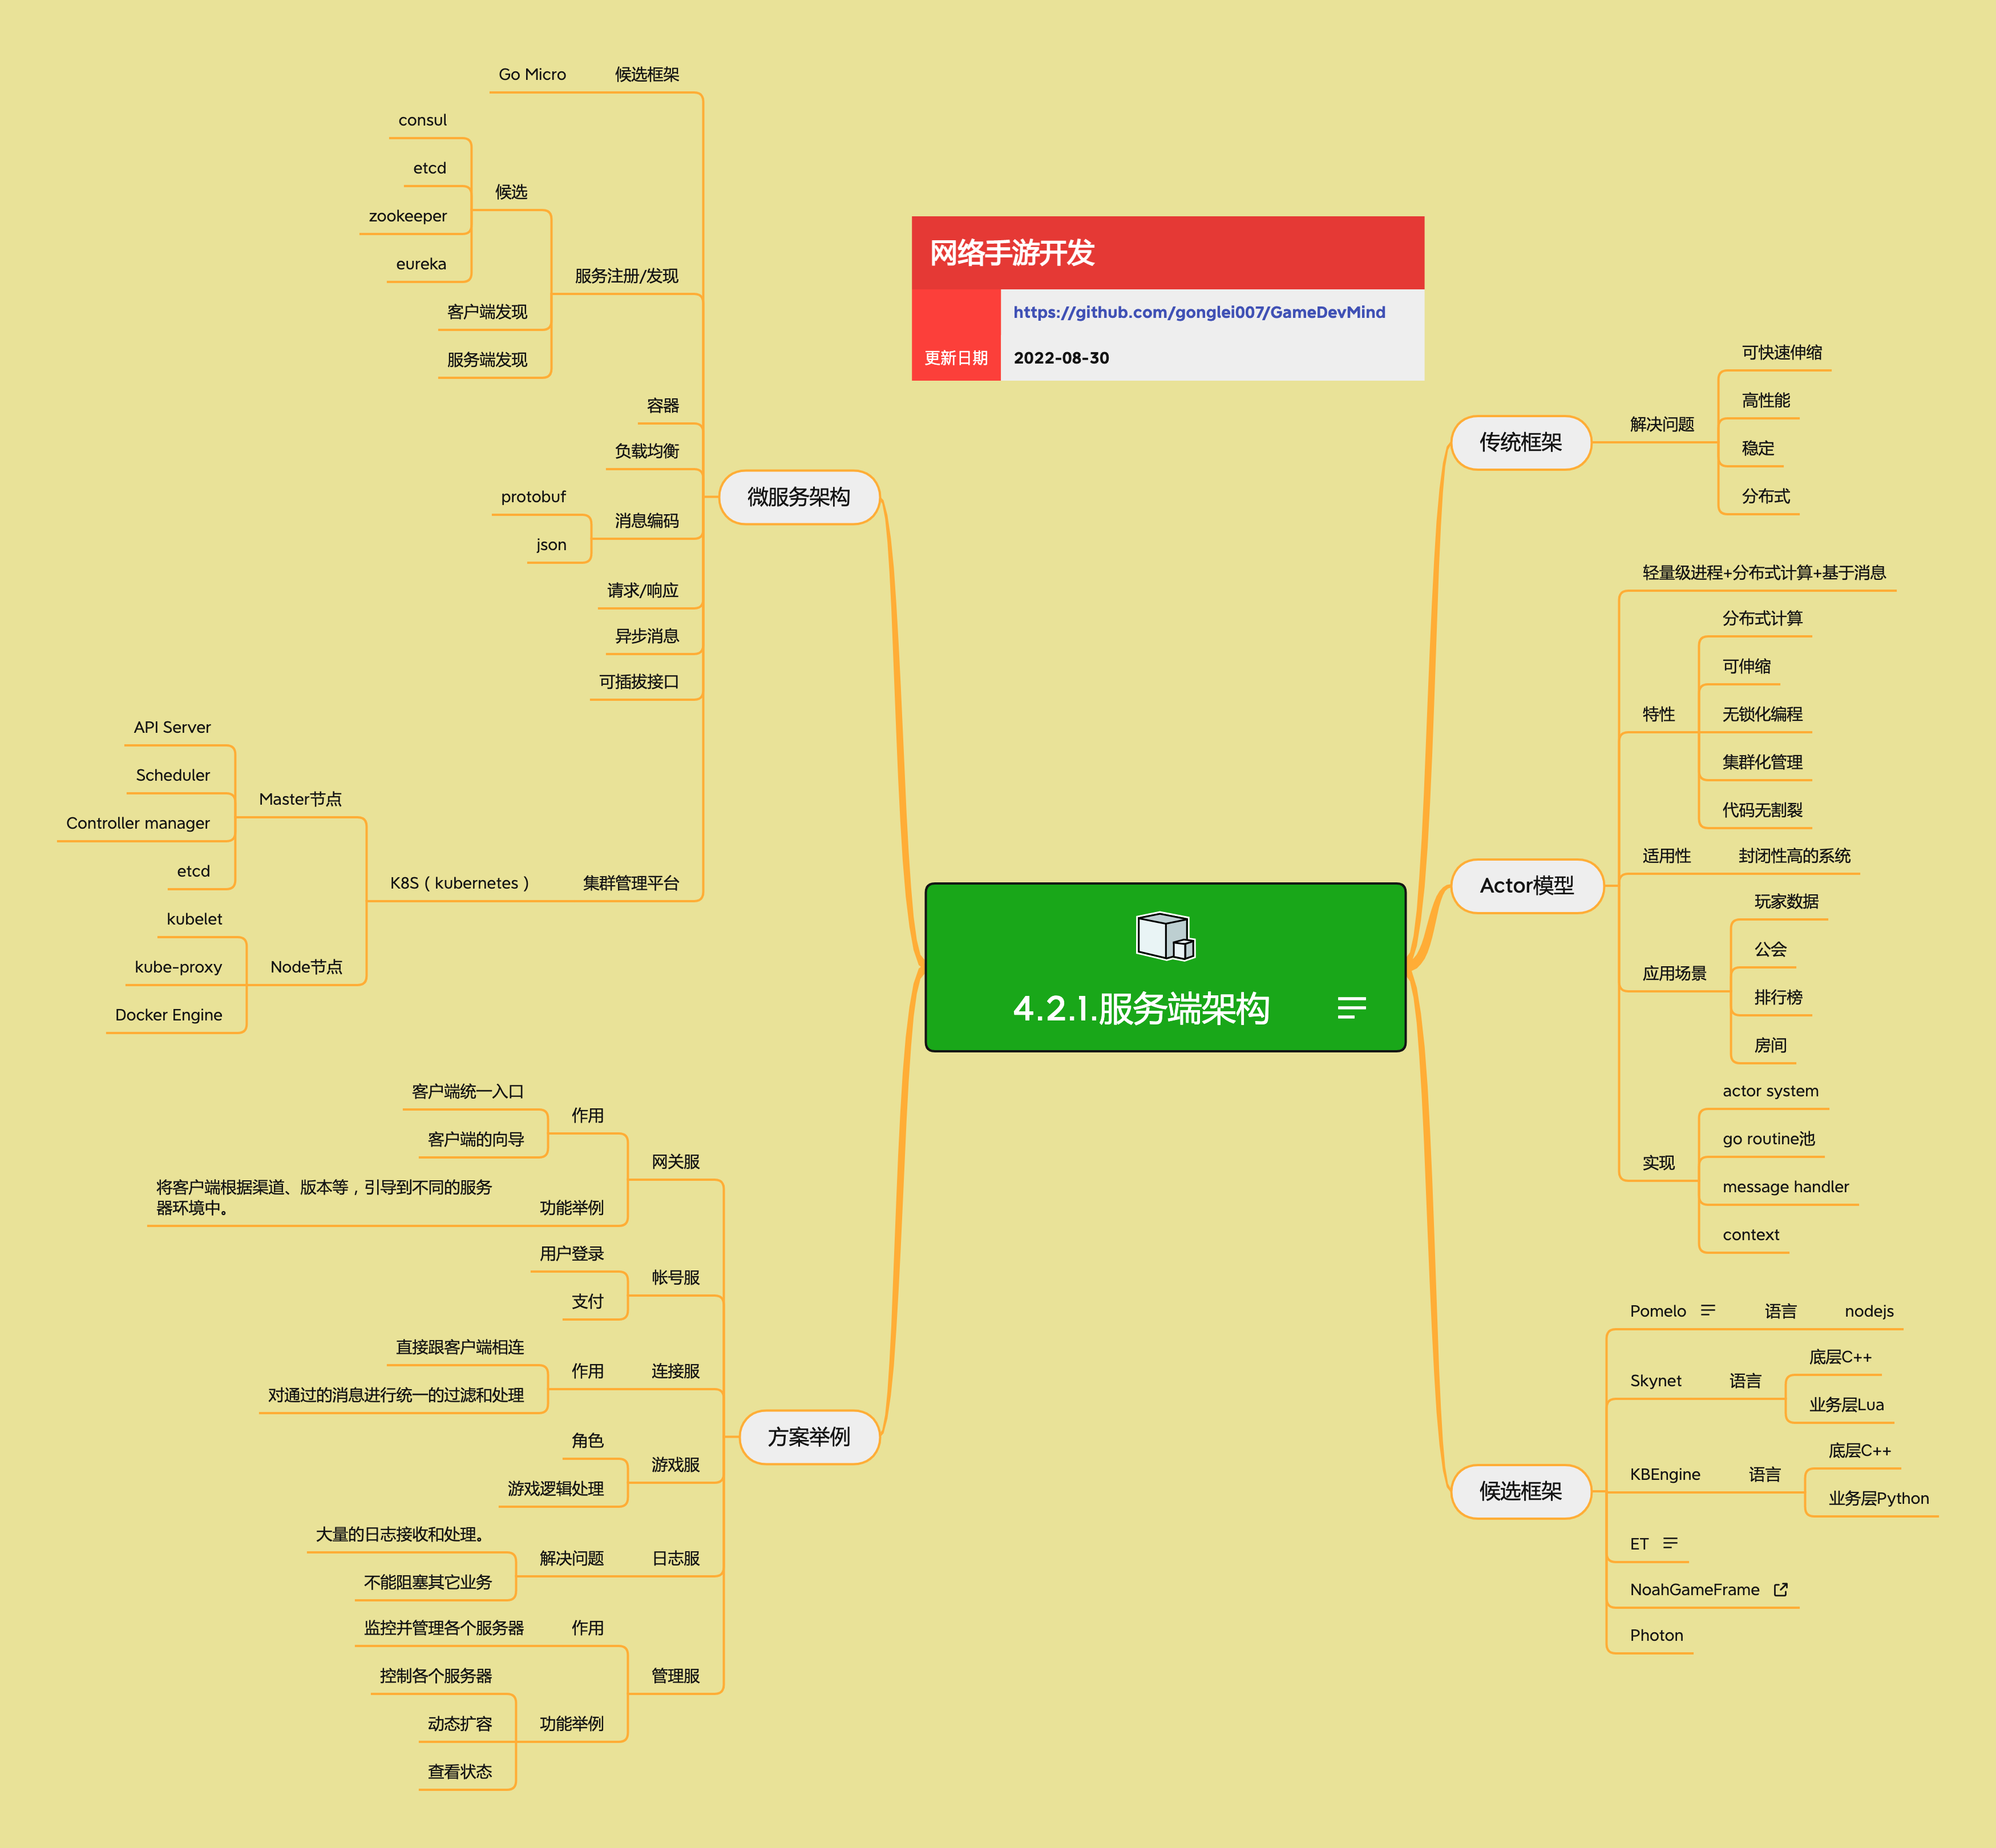 网络手游开发
https://github.com/gonglei007/GameDevMind
更新日期
2022-08-30
4.2.1.服务端架构
传统框架
解决问题
可快速伸缩
高性能
稳定
分布式
Actor模型
轻量级进程+分布式计算+基于消息
特性
分布式计算
可伸缩
无锁化编程
集群化管理
代码无割裂
适用性
封闭性高的系统
应用场景
玩家数据
公会
排行榜
房间
实现
actor system
go routine池
message handler
context
候选框架
Pomelo
语言
nodejs
Skynet
语言
底层C++
业务层Lua
KBEngine
语言
底层C++
业务层Python
ET
NoahGameFrame
Photon
微服务架构
候选框架
Go Micro
服务注册/发现
候选
consul
etcd
zookeeper
eureka
客户端发现
服务端发现
容器
负载均衡
消息编码
protobuf
json
请求/响应
异步消息
可插拔接口
集群管理平台
K8S（kubernetes）
Master节点
API Server
Scheduler
Controller manager
etcd
Node节点
kubelet
kube-proxy
Docker Engine
方案举例
网关服
作用
客户端统一入口
客户端的向导
功能举例
将客户端根据渠道、版本等，引导到不同的服务
器环境中。
帐号服
用户登录
支付
连接服
作用
直接跟客户端相连
对通过的消息进行统一的过滤和处理
游戏服
角色
游戏逻辑处理
日志服
解决问题
大量的日志接收和处理。
不能阻塞其它业务
管理服
作用
监控并管理各个服务器
功能举例
控制各个服务器
动态扩容
查看状态